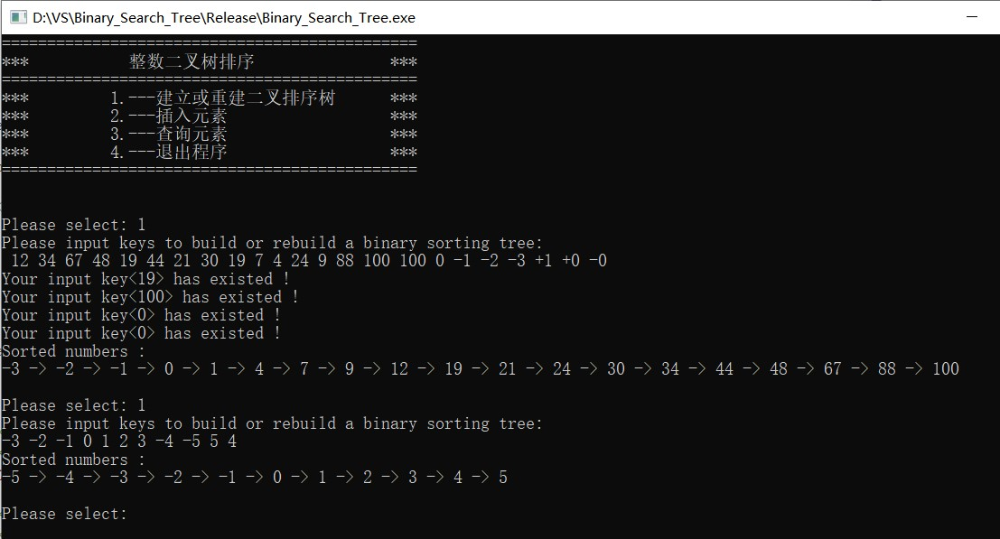 D:\VS\Binary_Search_Tree\Release\Binary_Search_Tree.exe
==============================================
***           整数二叉树排序               ***
==============================================
***         1.---建立或重建二叉排序树      ***
***         2.---插入元素                  ***
***         3.---查询元素                  ***
***         4.---退出程序                  ***
==============================================
Please select: 1
Please input keys to build or rebuild a binary sorting tree:
 12 34 67 48 19 44 21 30 19 7 4 24 9 88 100 100 0 -1 -2 -3 +1 +0 -0
Your input key<19> has existed !
Your input key<100> has existed !
Your input key<0> has existed !
Your input key<0> has existed !
Sorted numbers :
-3 -> -2 -> -1 -> 0 -> 1 -> 4 -> 7 -> 9 -> 12 -> 19 -> 21 -> 24 -> 30 -> 34 -> 44 -> 48 -> 67 -> 88 -> 100
Please select: 1
Please input keys to build or rebuild a binary sorting tree:
-3 -2 -1 0 1 2 3 -4 -5 5 4
Sorted numbers :
-5 -> -4 -> -3 -> -2 -> -1 -> 0 -> 1 -> 2 -> 3 -> 4 -> 5
Please select: